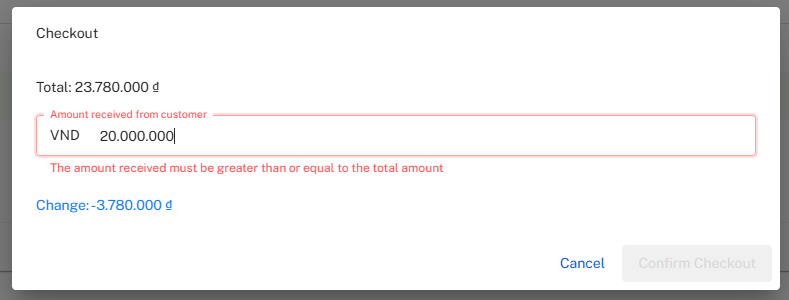 Checkout
Total: 23.780.000 ₫
Amount received from customer
VND 20.000.000
The amount received must be greater than or equal to the total amount
Change: -3.780.000 ₫
Cancel Confirm Checkout